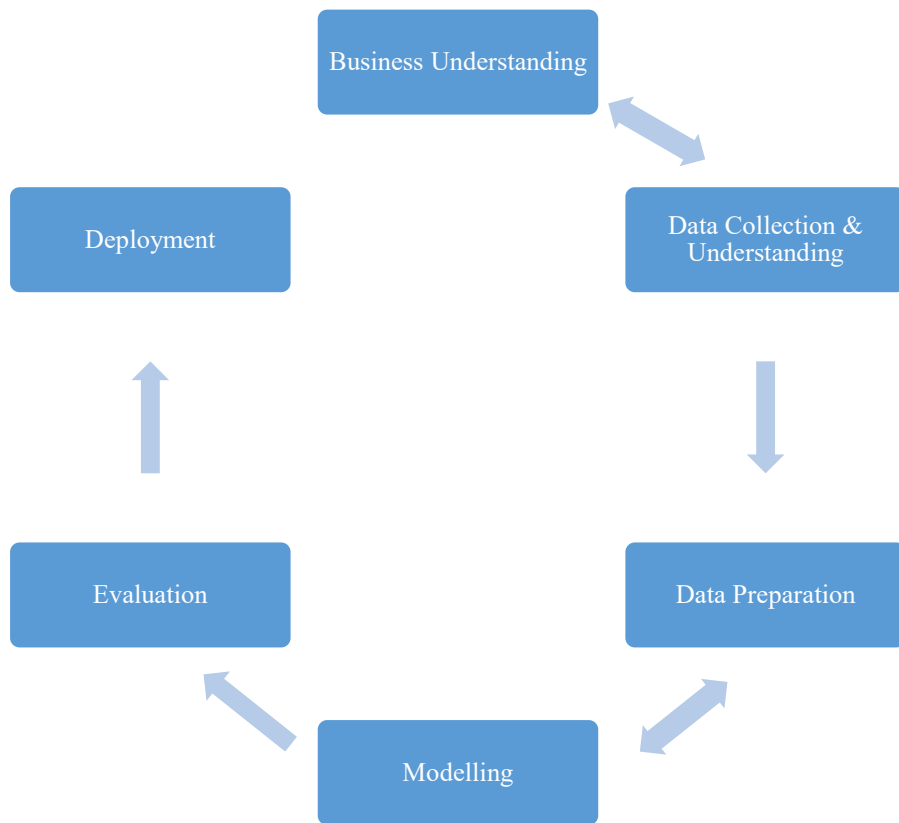 Business Understanding
Data Collection &
Understanding
Data Preparation
Modelling
Evaluation
Deployment